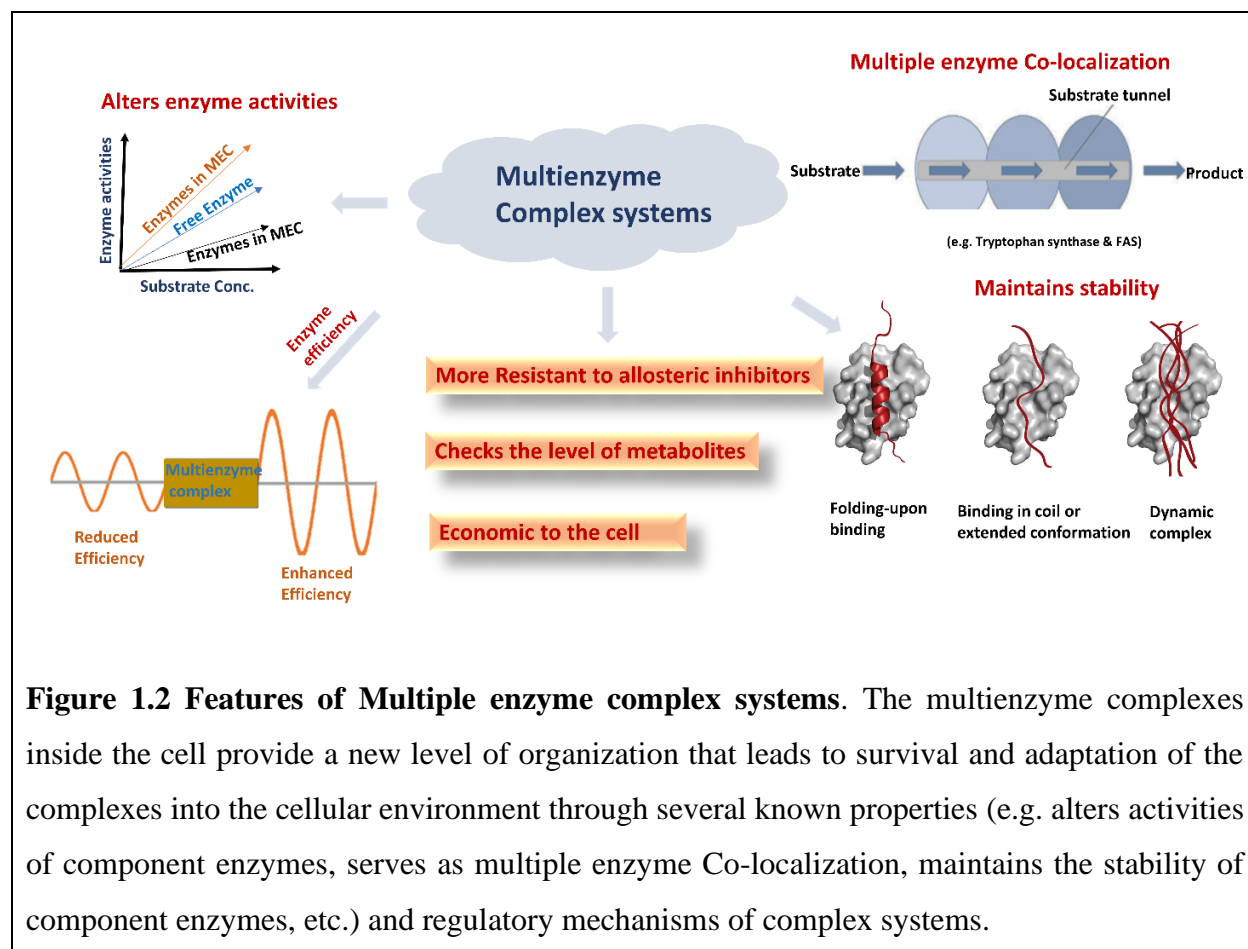 Multiple enzyme Co-localization
Substrate tunnel
Substrate
Product
(e.g. Tryptophan synthase & FAS)
Alters enzyme activities
Enzyme activities
Enzymes in MEC
Free Enzyme
Enzymes in MEC
Substrate Conc.
Multienzyme
Complex systems
Maintains stability
Folding-upon
binding
Binding in coil or
extended conformation
Dynamic
complex
Enzyme
efficiency
More Resistant to allosteric inhibitors
Checks the level of metabolites
Economic to the cell
Multienzyme
complex
Reduced
Efficiency
Enhanced
Efficiency
Figure 1.2 Features of Multiple enzyme complex systems. The multienzyme complexes
inside the cell provide a new level of organization that leads to survival and adaptation of the
complexes into the cellular environment through several known properties (e.g. alters activities
of component enzymes, serves as multiple enzyme Co-localization, maintains the stability of
component enzymes, etc.) and regulatory mechanisms of complex systems.